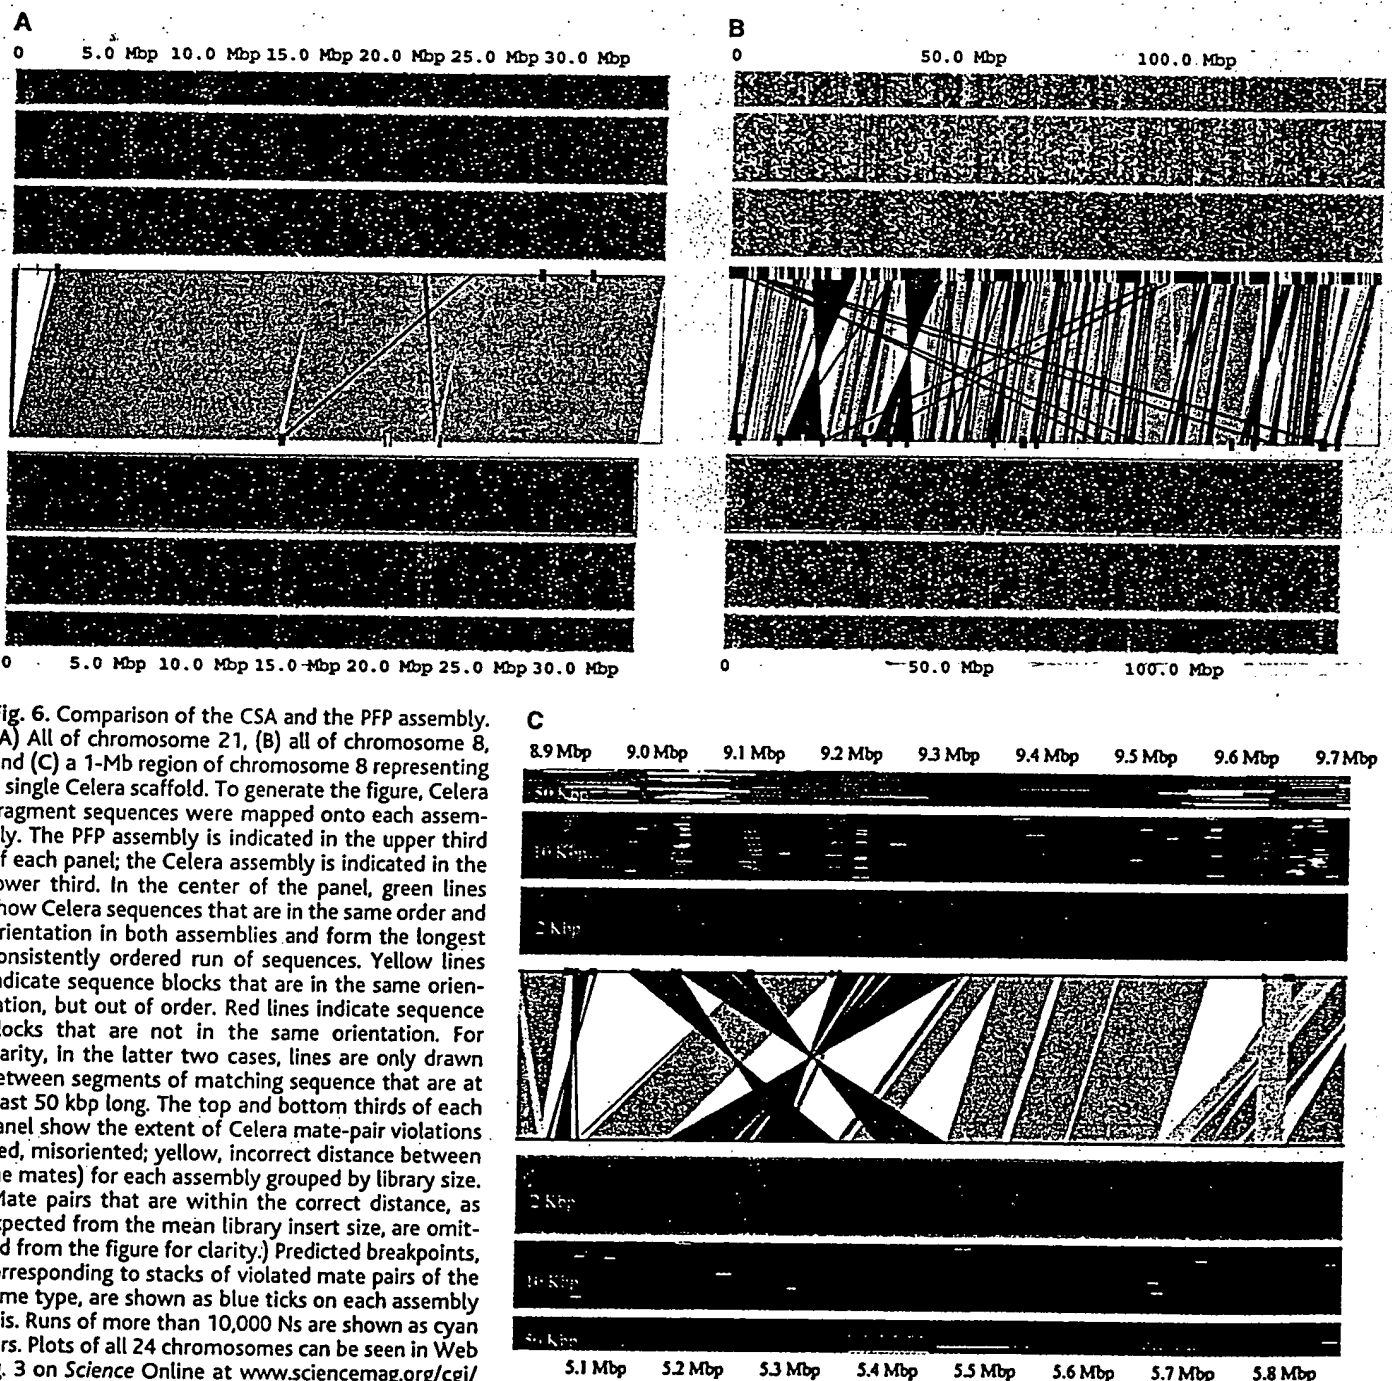 A
0 5.0 Mbp 10.0 Mbp 15.0 Mbp 20.0 Mbp 25.0 Mbp 30.0 Mbp
0 5.0 Mbp 10.0 Mbp 15.0 Mbp 20.0 Mbp 25.0 Mbp 30.0 Mbp
B
0 50.0 Mbp 100.0 Mbp
0 50.0 Mbp 100.0 Mbp
ig. 6. Comparison of the CSA and the PFP assembly.
A) All of chromosome 21, (B) all of chromosome 8,
nd (C) a 1-Mb region of chromosome 8 representing
single Celera scaffold. To generate the figure, Celera
ragment sequences were mapped onto each assem-
ly. The PFP assembly is indicated in the upper third
f each panel; the Celera assembly is indicated in the
ower third. In the center of the panel, green lines
how Celera sequences that are in the same order and
rientation in both assemblies and form the longest
onsistently ordered run of sequences. Yellow lines
ndicate sequence blocks that are in the same orien-
ation, but out of order. Red lines indicate sequence
locks that are not in the same orientation. For
larity, in the latter two cases, lines are only drawn
etween segments of matching sequence that are at
ast 50 kbp long. The top and bottom thirds of each
anel show the extent of Celera mate-pair violations
ed, misoriented; yellow, incorrect distance between
e mates) for each assembly grouped by library size.
Mate pairs that are within the correct distance, as
xpected from the mean library insert size, are omit-
d from the figure for clarity.) Predicted breakpoints,
orresponding to stacks of violated mate pairs of the
me type, are shown as blue ticks on each assembly
is. Runs of more than 10,000 Ns are shown as cyan
rs. Plots of all 24 chromosomes can be seen in Web
g. 3 on Science Online at www.sciencemag.org/cgi/
C
8.9 Mbp 9.0 Mbp 9.1 Mbp 9.2 Mbp 9.3 Mbp 9.4 Mbp 9.5 Mbp 9.6 Mbp 9.7 Mbp
50 Kbp
10 Kbp
2 Kbp
2 Kbp
10 Kbp
50 Kbp
5.1 Mbp 5.2 Mbp 5.3 Mbp 5.4 Mbp 5.5 Mbp 5.6 Mbp 5.7 Mbp 5.8 Mbp